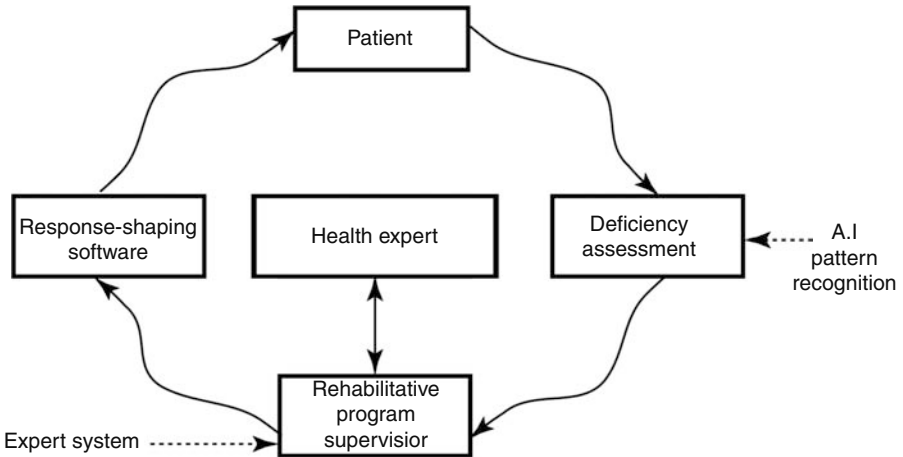 Patient
Response-shaping
software
Health expert
Deficiency
assessment
A.I
pattern
recognition
Rehabilitative
program
supervisior
Expert system